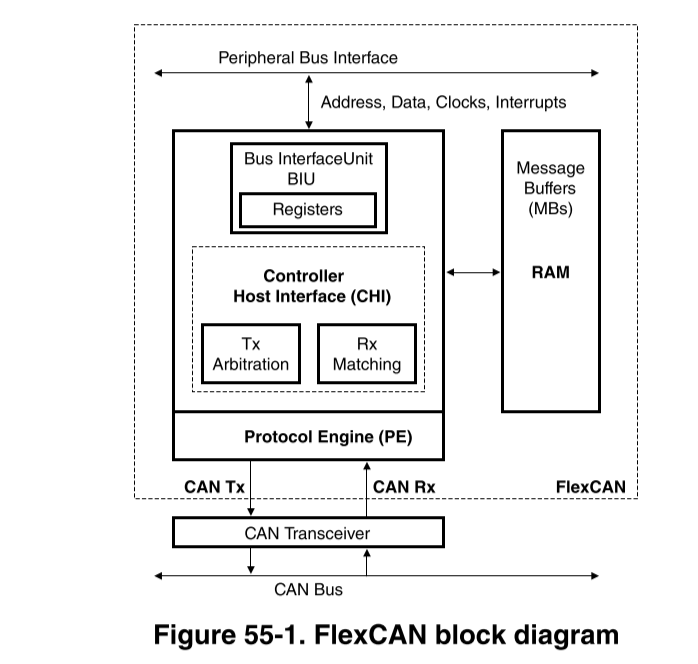 Peripheral Bus Interface
Address, Data, Clocks, Interrupts
Bus InterfaceUnit
BIU
Registers
Message
Buffers
(MBs)
RAM
Controller
Host Interface (CHI)
Tx
Arbitration
Rx
Matching
Protocol Engine (PE)
CAN Tx
CAN Rx
FlexCAN
CAN Transceiver
CAN Bus
Figure 55-1. FlexCAN block diagram